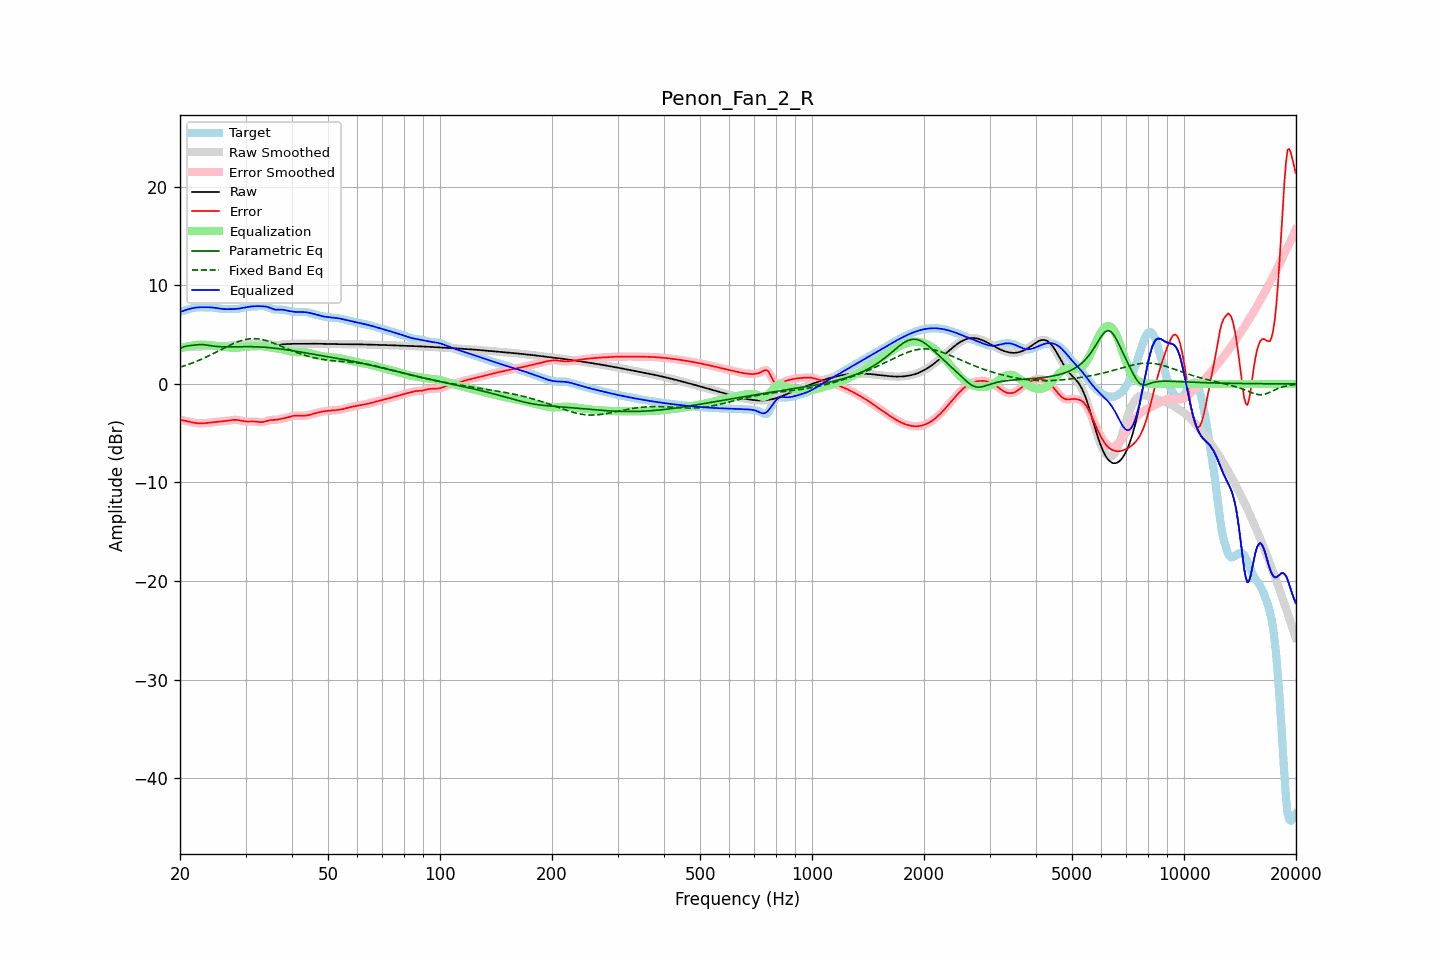 Penon_Fan_2_R
Target
Raw Smoothed
Error Smoothed
Raw
Error
Equalization
Parametric Eq
Fixed Band Eq
Equalized
20
10
0
−10
−20
−30
−40
Amplitude (dBr)
20 50 100 200 500 1000 2000 5000 10000 20000
Frequency (Hz)